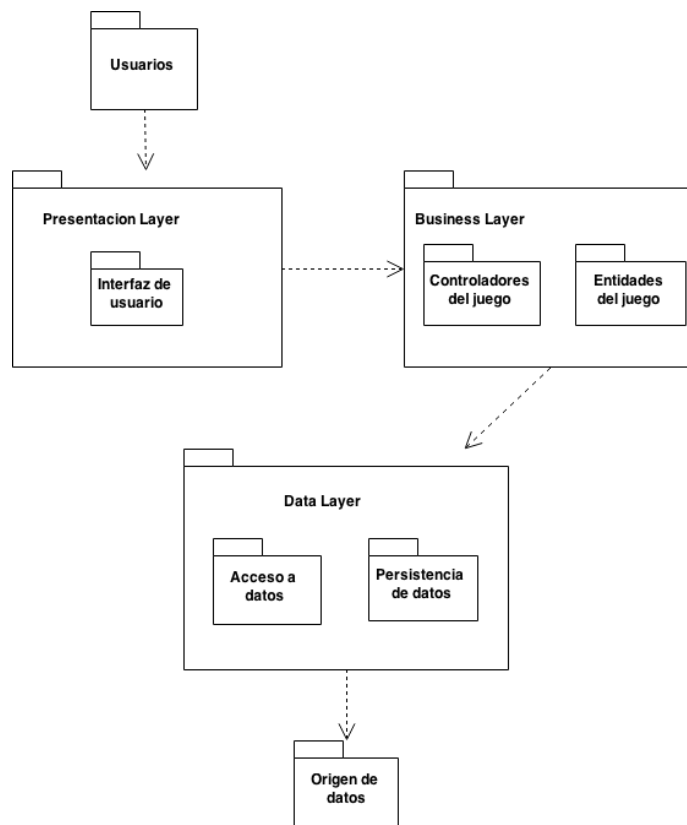 Usuarios
Presentacion Layer
Interfaz de
usuario
Business Layer
Controladores
del juego
Entidades
del juego
Data Layer
Acceso a
datos
Persistencia
de datos
Origen de
datos